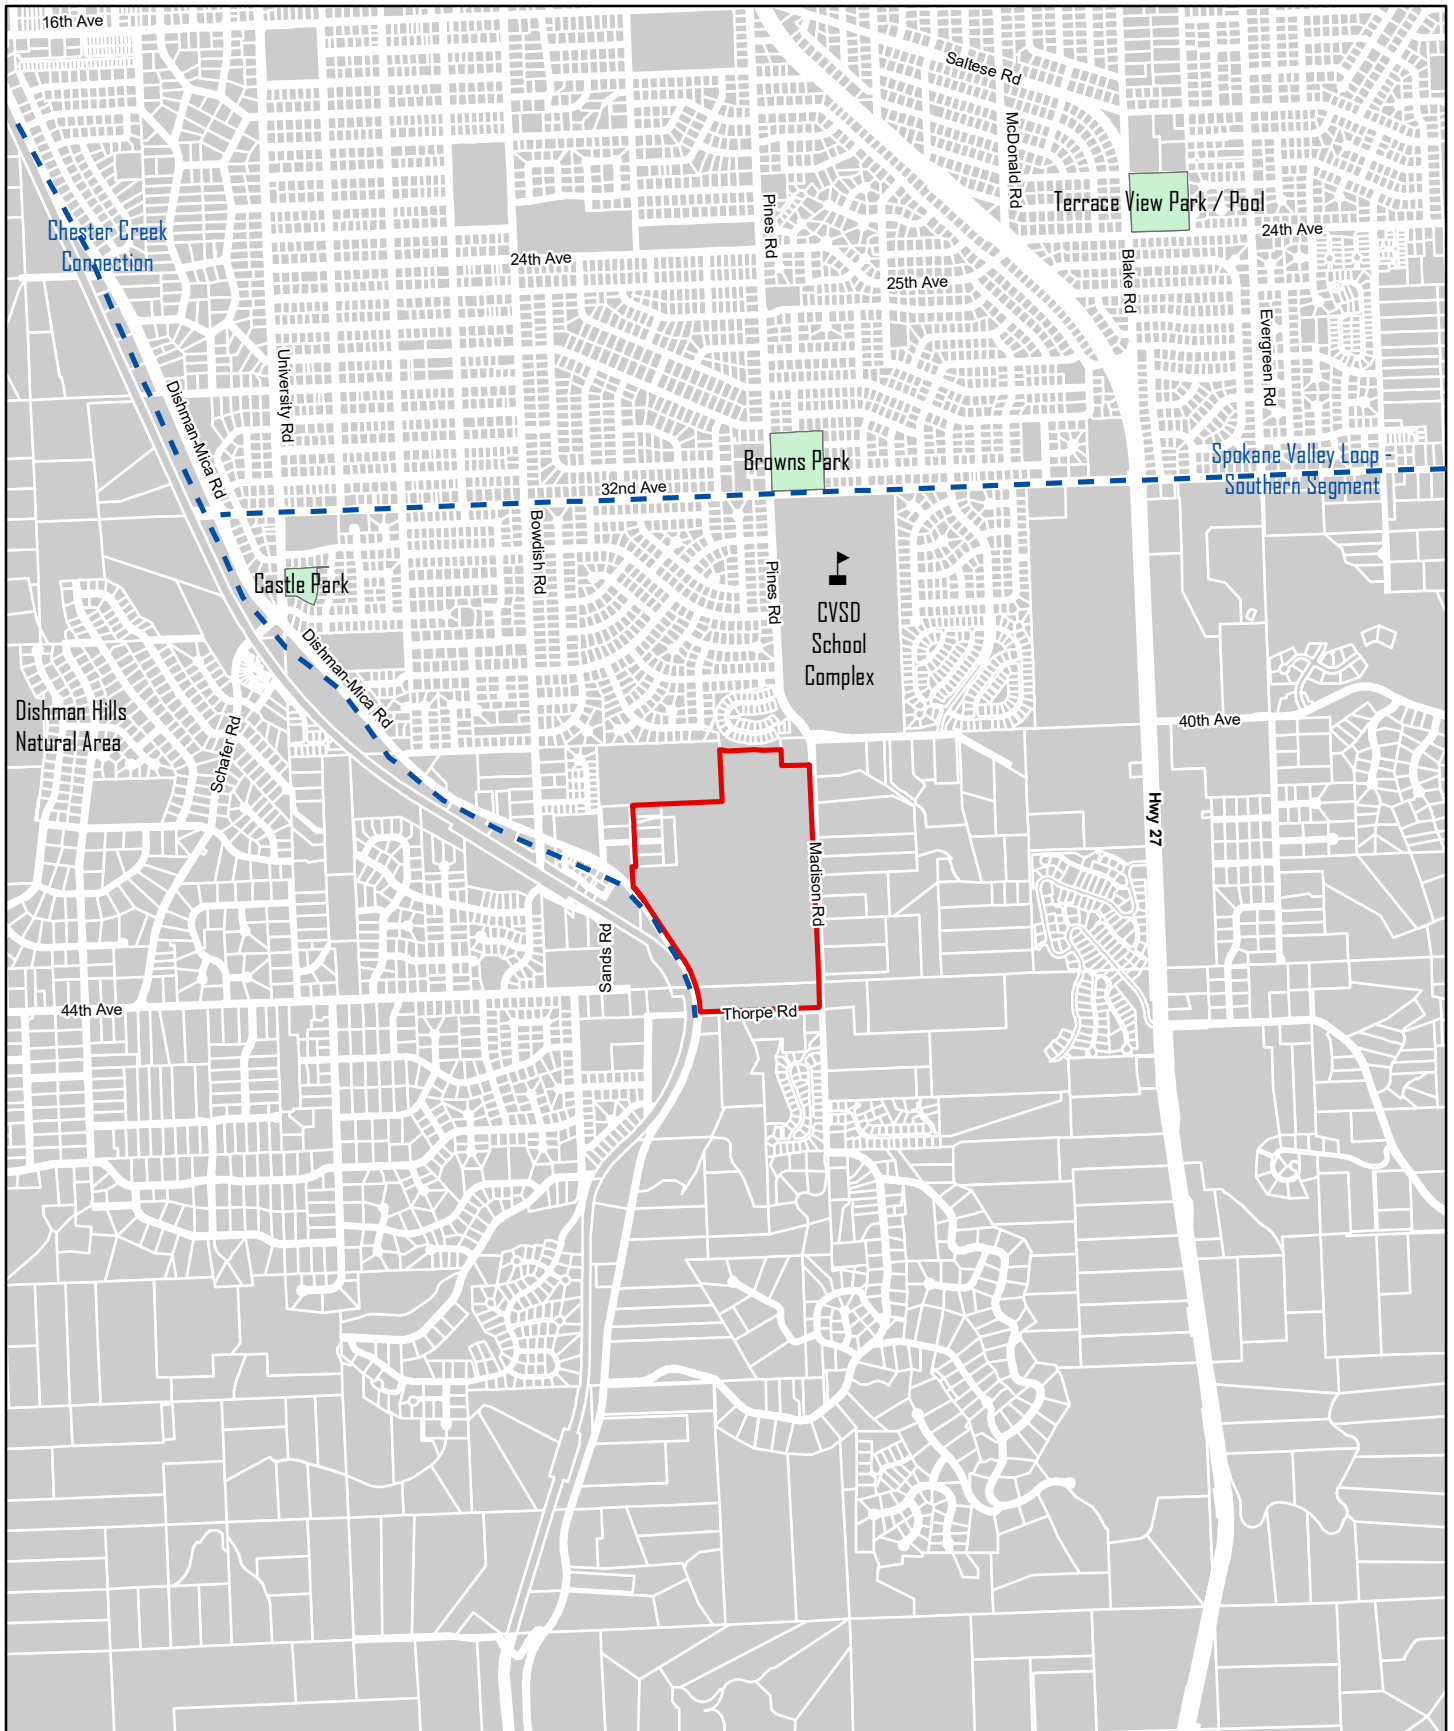 16th Ave
Saltese Rd
McDonald Rd
Terrace View Park / Pool
Pines Rd
Chester Creek
Connection
24th Ave
24th Ave
25th Ave
Blake Rd
Evergreen Rd
University Rd
Dishman-Mica Rd
Browns Park
Spokane Valley Loop -
Southern Segment
32nd Ave
Bowdish Rd
Castle Park
Pines Rd
CVSD
School
Complex
Dishman-Mica Rd
Dishman Hills
Natural Area
Schafer Rd
40th Ave
Hwy 27
Madison Rd
Sands Rd
44th Ave
Thorpe Rd